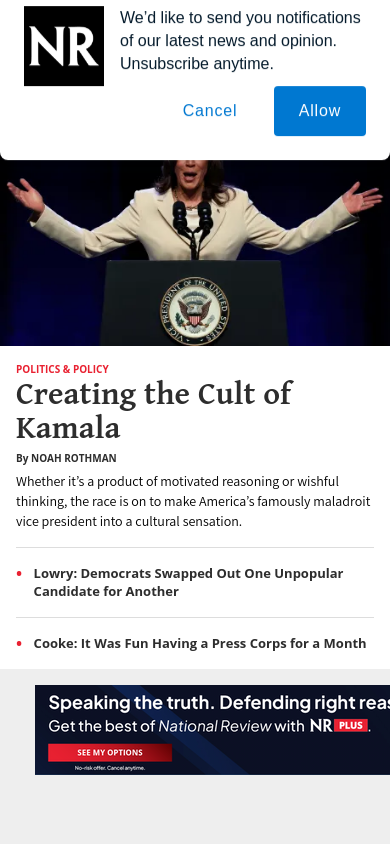 NR
We’d like to send you notifications
of our latest news and opinion.
Unsubscribe anytime.
Cancel
Allow
VICE PRESIDENT OF THE UNITED STATES
POLITICS & POLICY
Creating the Cult of
Kamala
By NOAH ROTHMAN
Whether it’s a product of motivated reasoning or wishful
thinking, the race is on to make America’s famously maladroit
vice president into a cultural sensation.
Lowry: Democrats Swapped Out One Unpopular
Candidate for Another
Cooke: It Was Fun Having a Press Corps for a Month
Speaking the truth. Defending right reas
Get the best of National Review with NR PLUS.
SEE MY OPTIONS
No-risk offer. Cancel anytime.